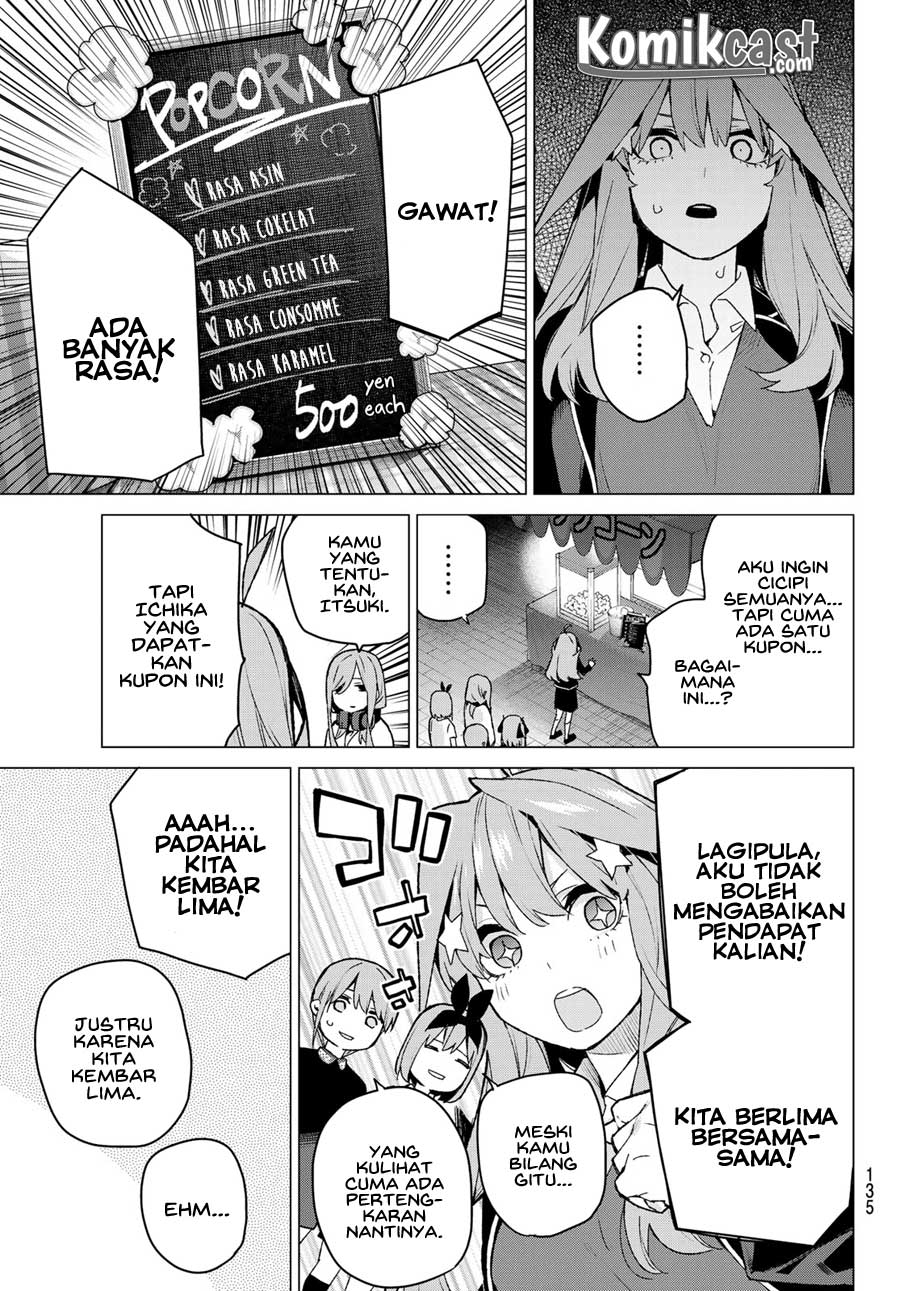 Komikcast
.com
......
GAWAT!
ADA
BANYAK
RASA!
POPCORN
RASA ASIN
RASA COKELAT
RASA GREEN TEA
RASA CONSOMME
RASA KARAMEL
500 yen
each
AKU INGIN
CICIPI
SEMUANYA...
TAPI CUMA
ADA SATU
KUPON...
BAGAI-
MANA
INI...?
......
KAMU
YANG
TENTU-
KAN,
ITSUKI.
TAPI
ICHIKA
YANG
DAPAT-
KAN
KUPON INI!
LAGIPULA,
AKU TIDAK
BOLEH
MENGABAIKAN
PENDAPAT
KALIAN!
KITA BERLIMA
BERSAMA-
SAMA!
ゴホホ
MESKI
KAMU
BILANG
GITU...
YANG
KULIHAT
CUMA ADA
PERTENG-
KARAN
NANTINYA.
AAAH...
PADAHAL
KITA
KEMBAR
LIMA!
JUSTRU
KARENA
KITA
KEMBAR
LIMA.
EHM...
135